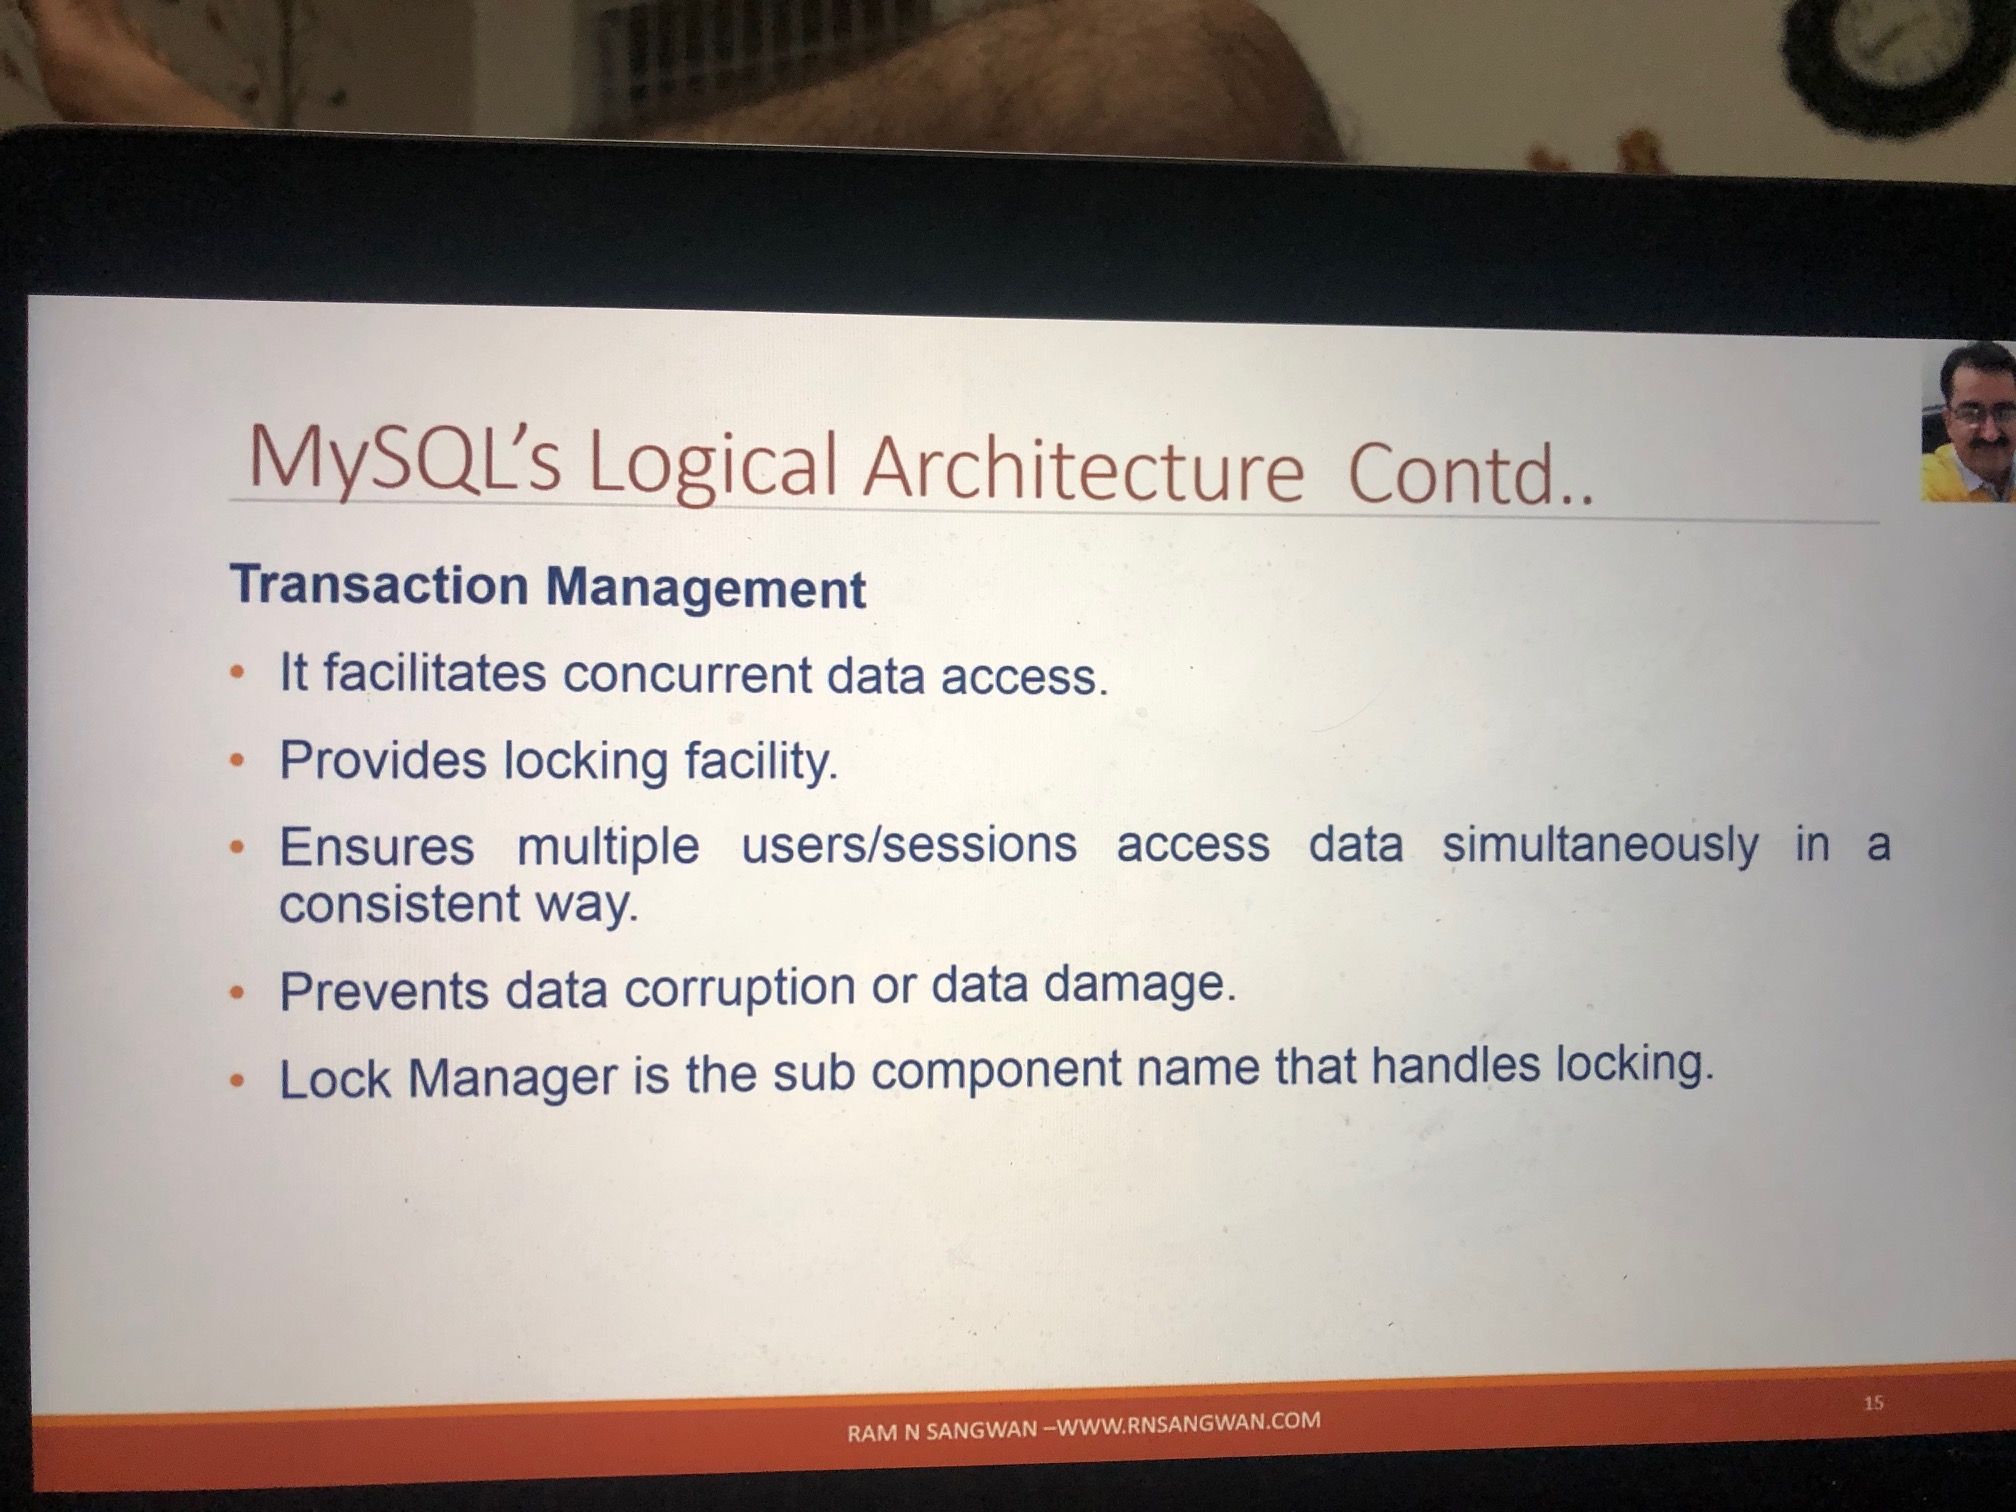 MySQL's Logical Architecture Contd..
Transaction Management
• It facilitates concurrent data access.
• Provides locking facility.
• Ensures multiple users/sessions access data simultaneously in a
consistent way.
• Prevents data corruption or data damage.
• Lock Manager is the sub component name that handles locking.
RAM N SANGWAN –WWW.RNSANGWAN.COM
15